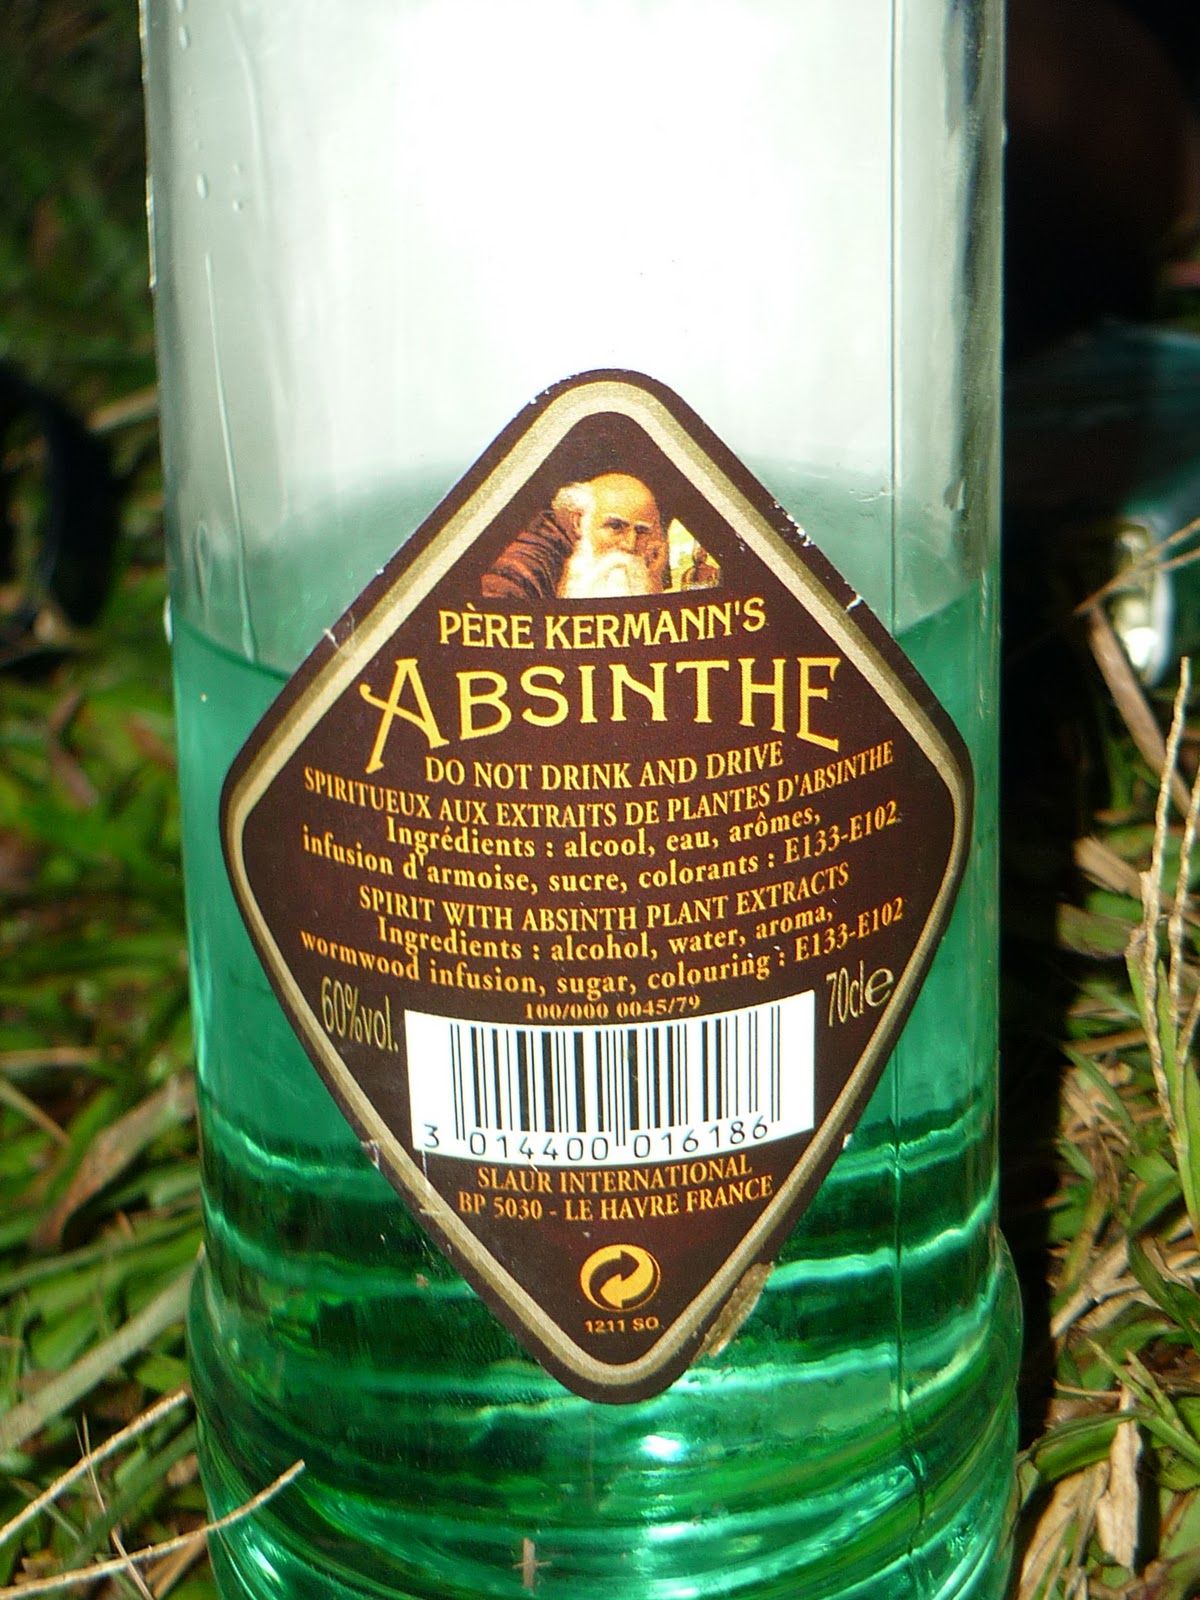 PÈRE KERMANN'S
ABSINTHE
DO NOT DRINK AND DRIVE
SPIRITUEUX AUX EXTRAITS DE PLANTES D'ABSINTHE
Ingrédients : alcool, eau, arômes,
infusion d'armoise, sucre, colorants : E133-E102
SPIRIT WITH ABSINTH PLANT EXTRACTS
Ingredients : alcohol, water, aroma,
wormwood infusion, sugar, colouring : E133-E102
60%vol.
100/000 0045/79
70cl e
3 014400 016186
SLAUR INTERNATIONAL
BP 5030 - LE HAVRE FRANCE
1211 SO.